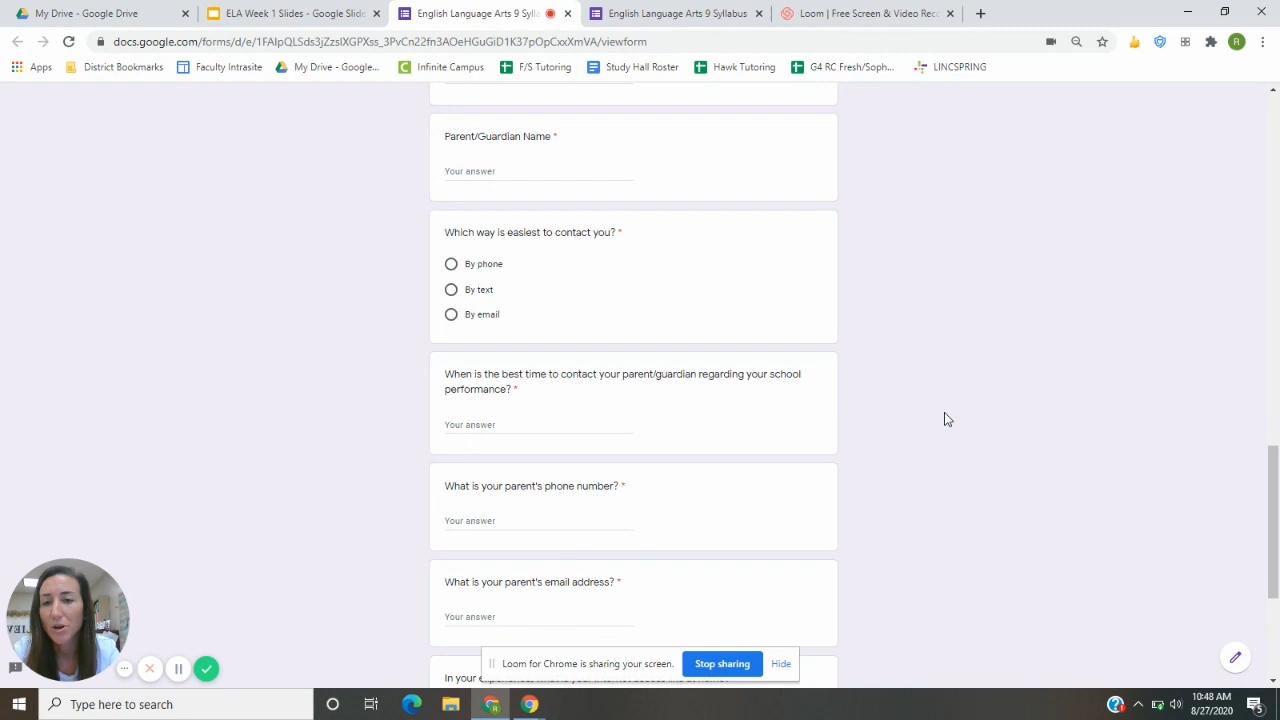 My Drive - Google Drive
ELA Week 1 Slides - Google Slide
English Language Arts 9 Sylla
English Language Arts 9 Syllabus
Loom | Free Screen & Video Rec
docs.google.com/forms/d/e/1FAIpQLSds3jZzslXGPXss_3PvCn22fn3AOeHGuGiD1K37pOpCxxXmVA/viewform
R
Apps
District Bookmarks
Faculty Intrasite
My Drive - Google...
Infinite Campus
F/S Tutoring
Study Hall Roster
Hawk Tutoring
G4 RC Fresh/Soph...
LINCSPRING
Parent/Guardian Name *
Your answer
Which way is easiest to contact you? *
By phone
By text
By email
When is the best time to contact your parent/guardian regarding your school
performance? *
Your answer
What is your parent's phone number? *
Your answer
What is your parent's email address? *
Your answer
Loom for Chrome is sharing your screen.
Stop sharing
Hide
Type here to search
10:48 AM
8/27/2020
5